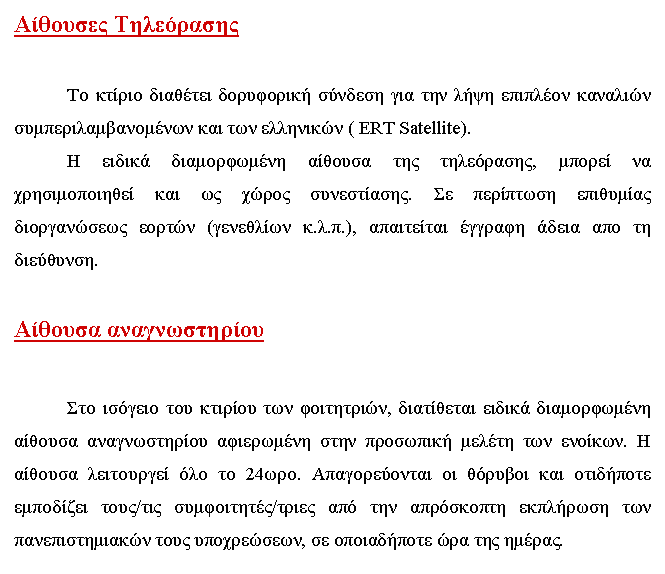 Αίθουσες Τηλεόρασης
Το κτίριο διαθέτει δορυφορική σύνδεση για την λήψη επιπλέον καναλιών
συμπεριλαμβανομένων και των ελληνικών ( ERT Satellite).
Η ειδικά διαμορφωμένη αίθουσα της τηλεόρασης, μπορεί να
χρησιμοποιηθεί και ως χώρος συνεστίασης. Σε περίπτωση επιθυμίας
διοργανώσεως εορτών (γενεθλίων κ.λ.π.), απαιτείται έγγραφη άδεια απο τη
διεύθυνση.
Αίθουσα αναγνωστηρίου
Στο ισόγειο του κτιρίου των φοιτητριών, διατίθεται ειδικά διαμορφωμένη
αίθουσα αναγνωστηρίου αφιερωμένη στην προσωπική μελέτη των ενοίκων. Η
αίθουσα λειτουργεί όλο το 24ωρο. Απαγορεύονται οι θόρυβοι και οτιδήποτε
εμποδίζει τους/τις συμφοιτητές/τριες από την απρόσκοπτη εκπλήρωση των
πανεπιστημιακών τους υποχρεώσεων, σε οποιαδήποτε ώρα της ημέρας.